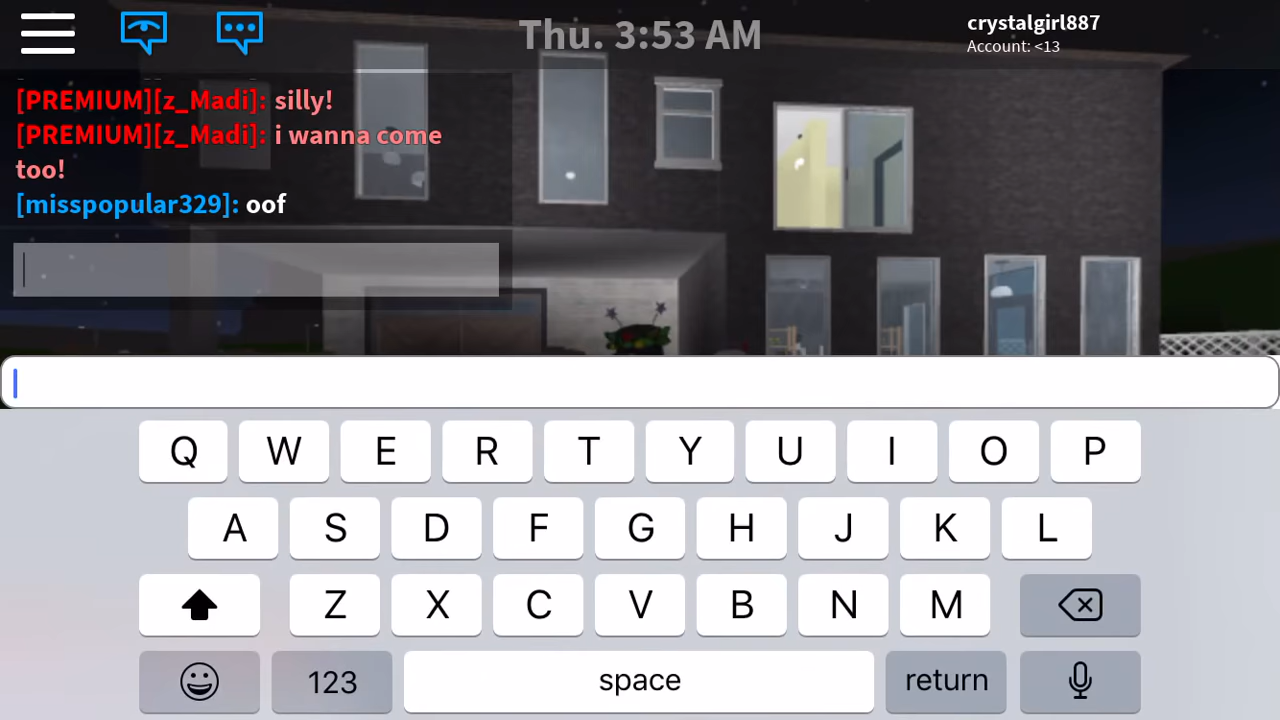 Thu. 3:53 AM
crystalgirl887
Account: <13
[PREMIUM][z_Madi]: silly!
[PREMIUM][z_Madi]: i wanna come
too!
[misspopular329]: oof
Q W E R T Y U I O P
A S D F G H J K L
Z X C V B N M
123 space return